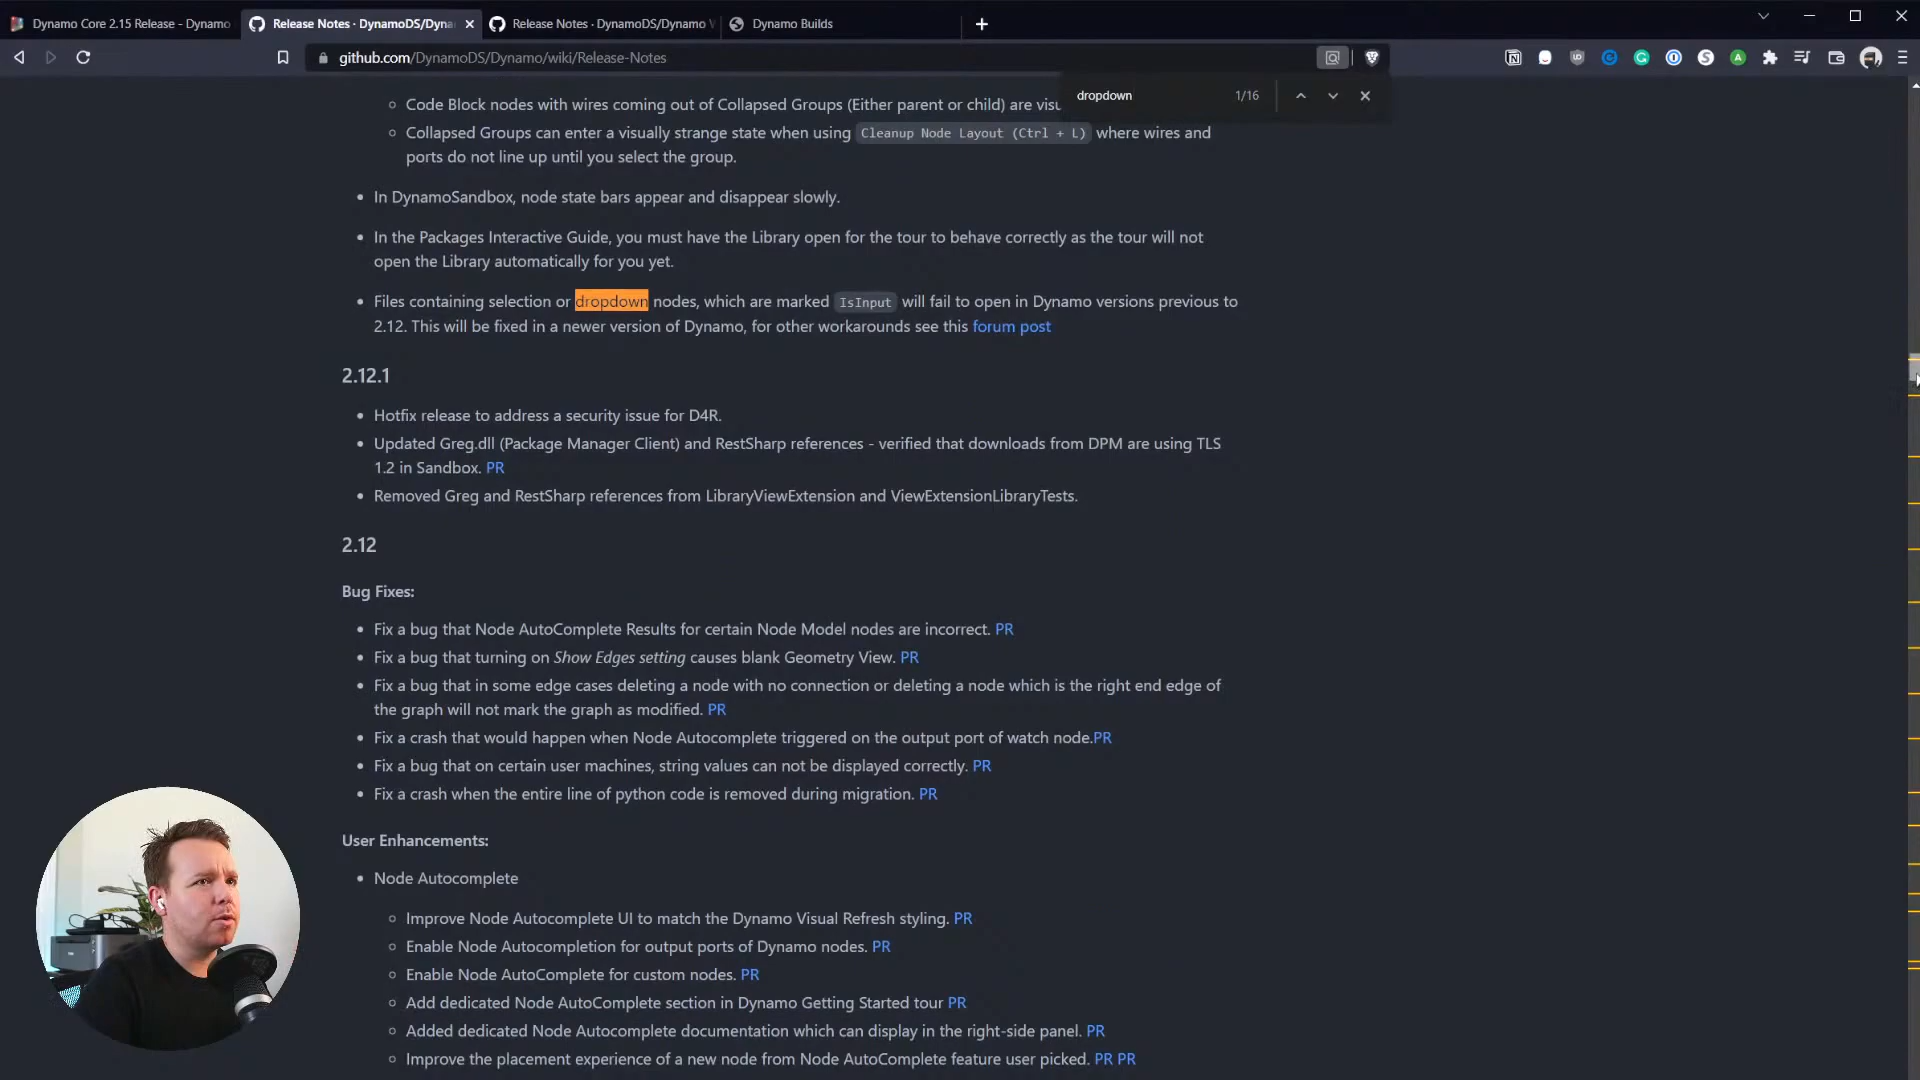 Dynamo Core 2.15 Release - Dynamo
Release Notes · DynamoDS/Dyna
Release Notes · DynamoDS/Dynamo
Dynamo Builds
github.com/DynamoDS/Dynamo/wiki/Release-Notes
dropdown 1/16
Code Block nodes with wires coming out of Collapsed Groups (Either parent or child) are visu
Collapsed Groups can enter a visually strange state when using Cleanup Node Layout (Ctrl + L) where wires and
ports do not line up until you select the group.
In DynamoSandbox, node state bars appear and disappear slowly.
In the Packages Interactive Guide, you must have the Library open for the tour to behave correctly as the tour will not
open the Library automatically for you yet.
Files containing selection or dropdown nodes, which are marked IsInput will fail to open in Dynamo versions previous to
2.12. This will be fixed in a newer version of Dynamo, for other workarounds see this forum post
2.12.1
Hotfix release to address a security issue for D4R.
Updated Greg.dll (Package Manager Client) and RestSharp references - verified that downloads from DPM are using TLS
1.2 in Sandbox. PR
Removed Greg and RestSharp references from LibraryViewExtension and ViewExtensionLibraryTests.
2.12
Bug Fixes:
Fix a bug that Node AutoComplete Results for certain Node Model nodes are incorrect. PR
Fix a bug that turning on Show Edges setting causes blank Geometry View. PR
Fix a bug that in some edge cases deleting a node with no connection or deleting a node which is the right end edge of
the graph will not mark the graph as modified. PR
Fix a crash that would happen when Node Autocomplete triggered on the output port of watch node.PR
Fix a bug that on certain user machines, string values can not be displayed correctly. PR
Fix a crash when the entire line of python code is removed during migration. PR
User Enhancements:
Node Autocomplete
Improve Node Autocomplete UI to match the Dynamo Visual Refresh styling. PR
Enable Node Autocompletion for output ports of Dynamo nodes. PR
Enable Node AutoComplete for custom nodes. PR
Add dedicated Node AutoComplete section in Dynamo Getting Started tour PR
Added dedicated Node Autocomplete documentation which can display in the right-side panel. PR
Improve the placement experience of a new node from Node AutoComplete feature user picked. PR PR